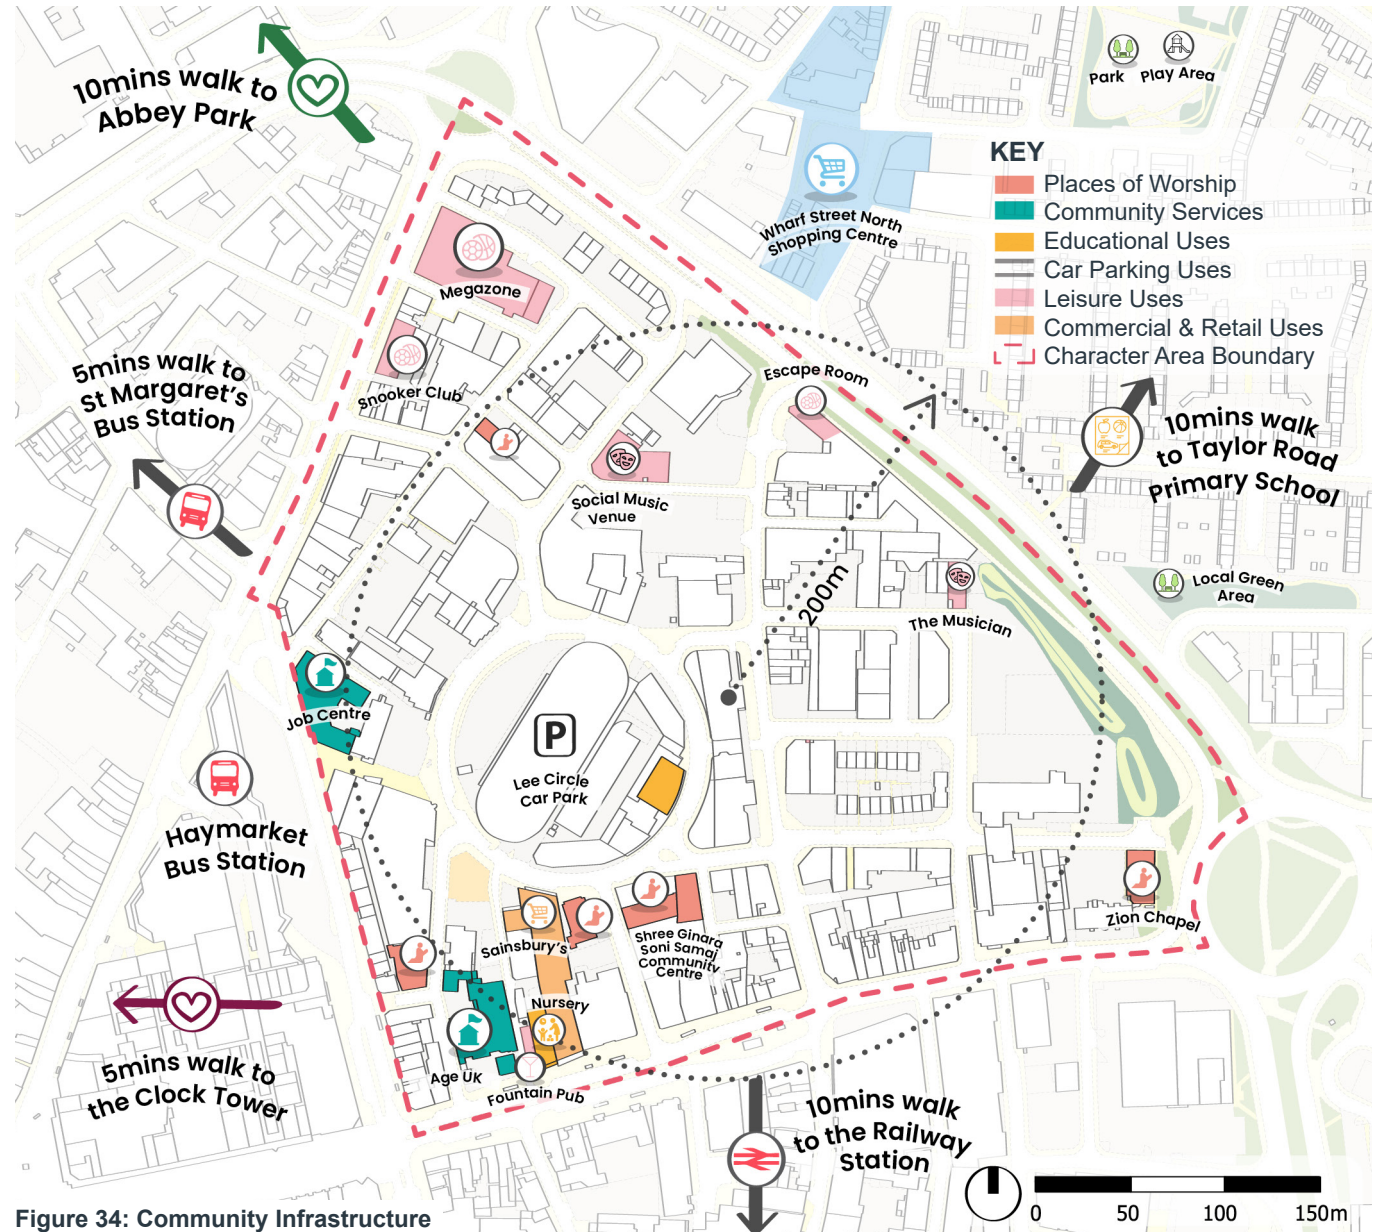 10mins walk to
Abbey Park
Park
Play Area
KEY
Places of Worship
Community Services
Educational Uses
Car Parking Uses
Leisure Uses
Commercial & Retail Uses
Character Area Boundary
Wharf Street North
Shopping Centre
Megazone
5mins walk to
St Margaret's
Bus Station
Snooker Club
Escape Room
10mins walk
to Taylor Road
Primary School
Social Music
Venue
200m
Local Green
Area
The Musician
Job Centre
P
Lee Circle
Car Park
Haymarket
Bus Station
Zion Chapel
Sainsbury's
Shree Ginara
Soni Samaj
Community
Centre
Nursery
5mins walk to
the Clock Tower
Age UK
Fountain Pub
10mins walk
to the Railway
Station
0 50 100 150m
Figure 34: Community Infrastructure